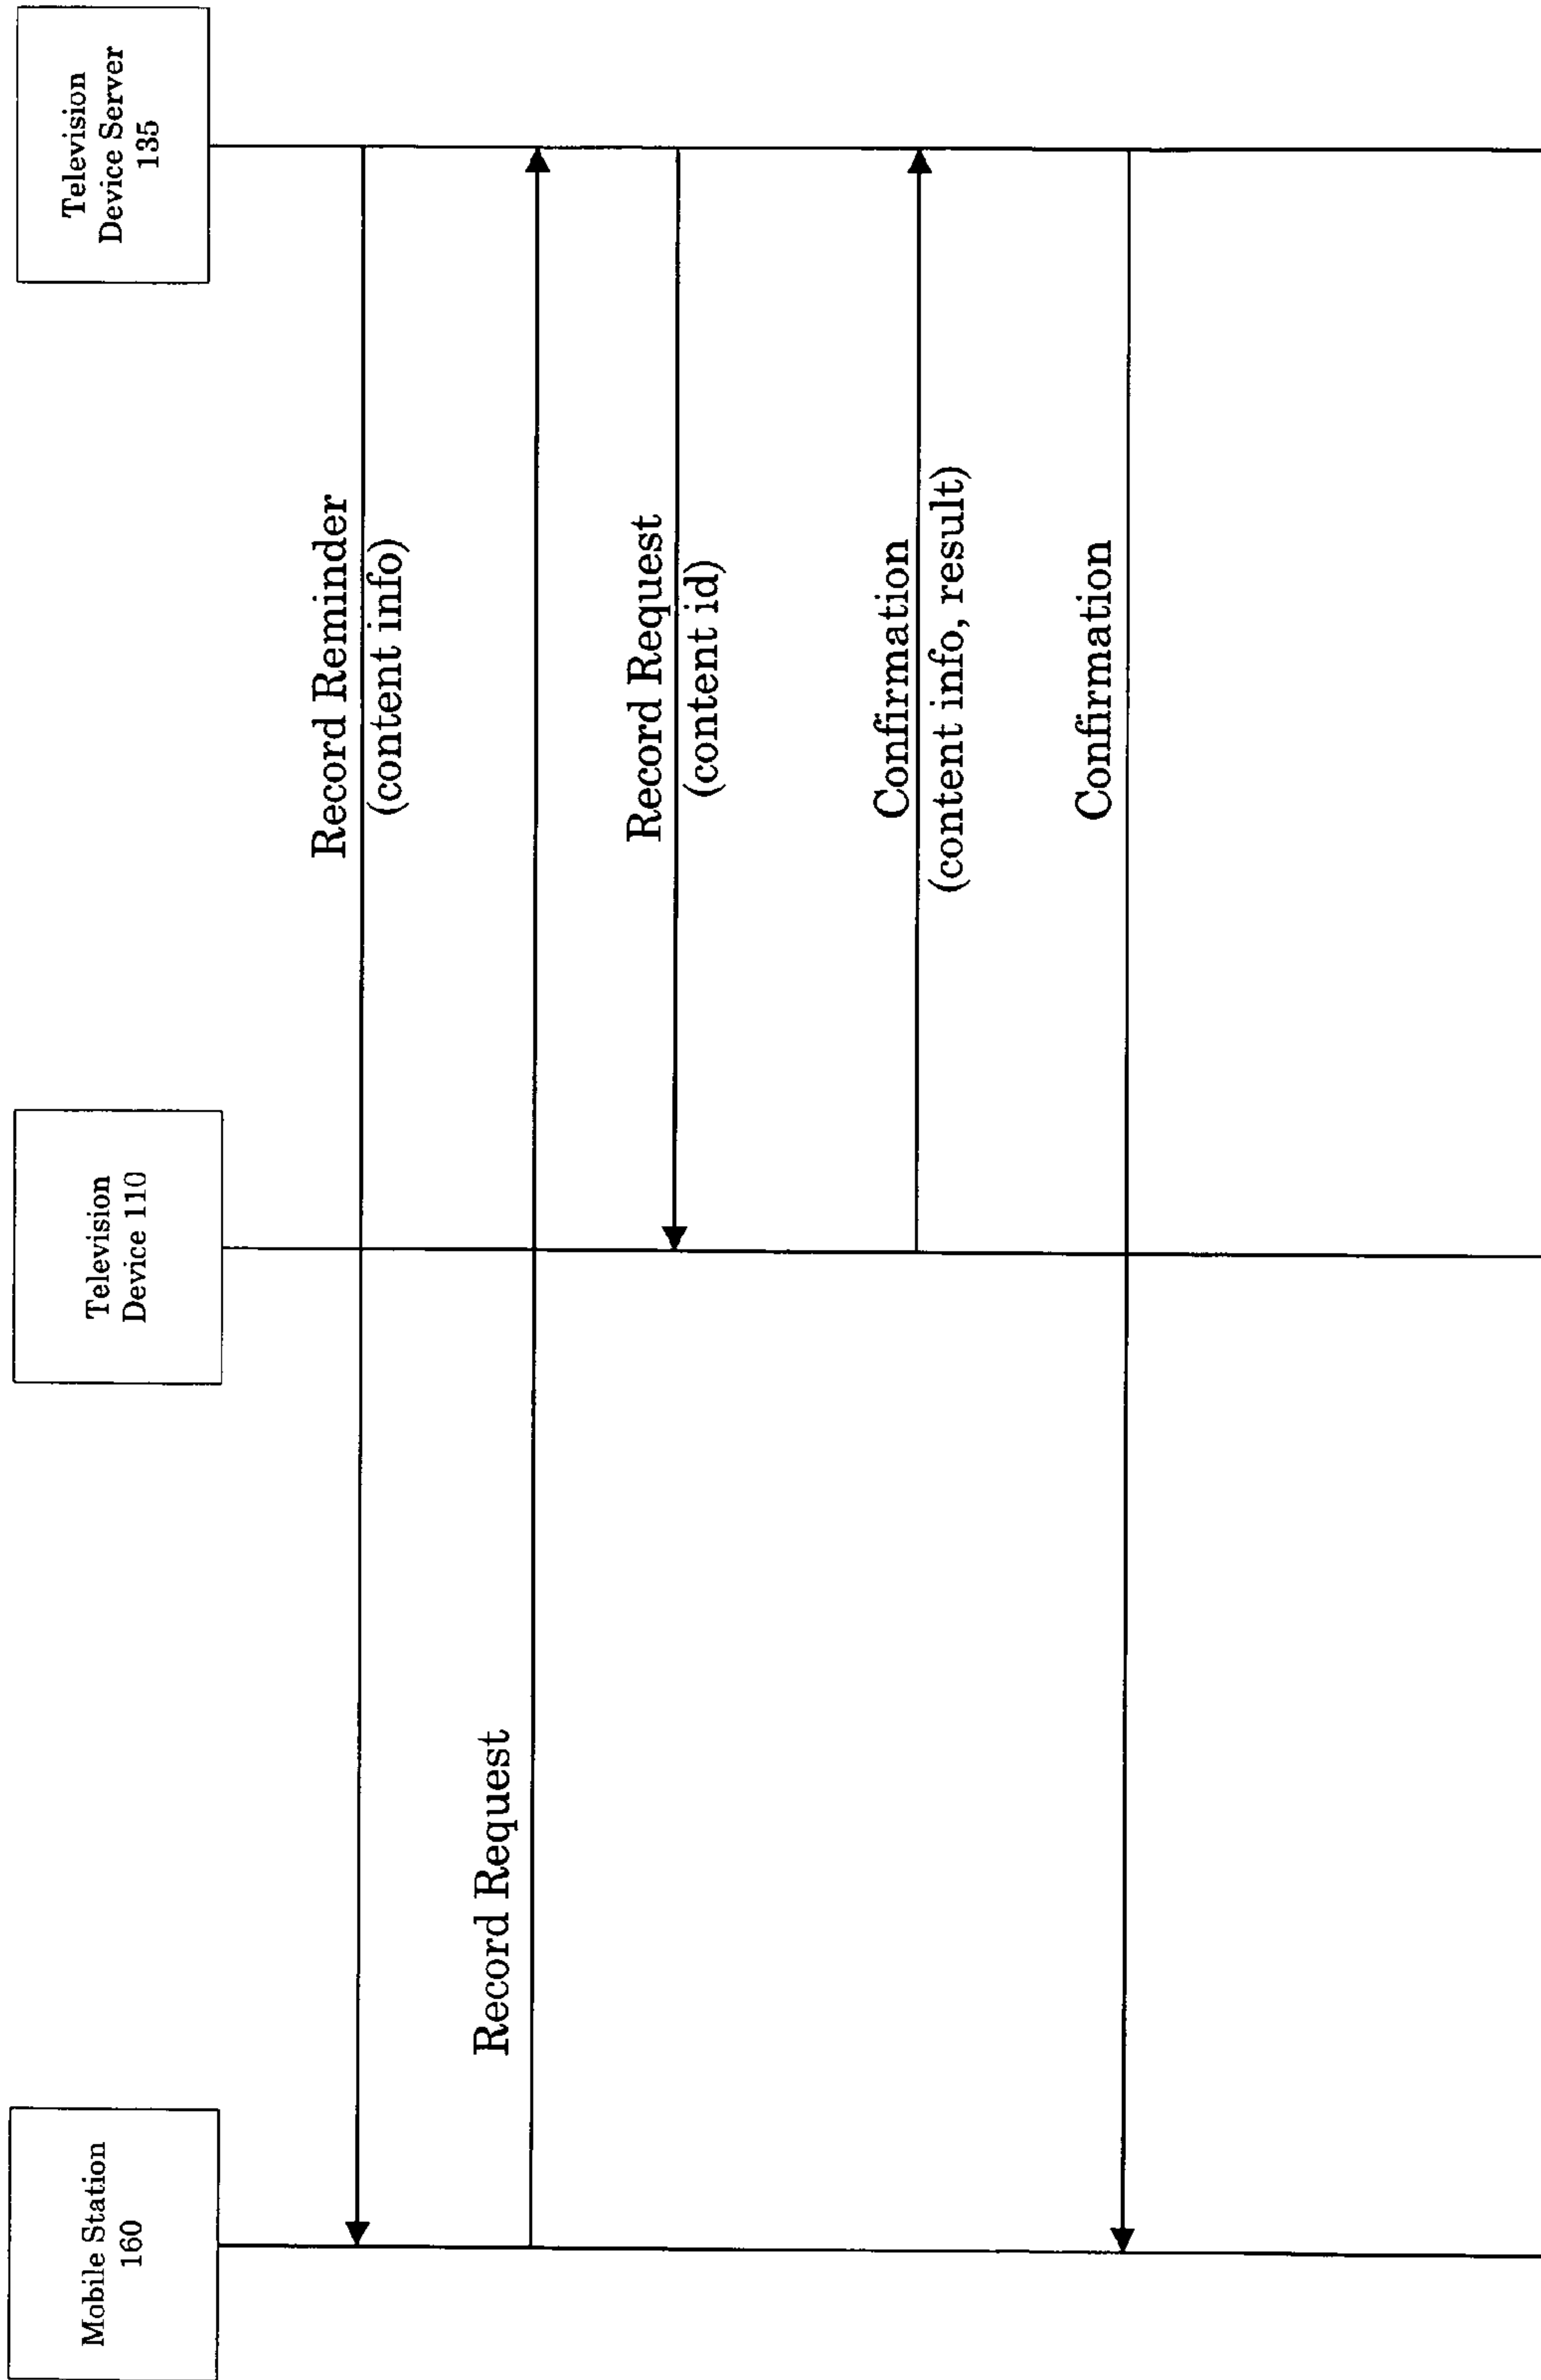 Mobile Station
160
Television
Device 110
Television
Device Server
135
Record Reminder
(content info)
Record Request
Record Request
(content id)
Confirmation
(content info, result)
Confirmation